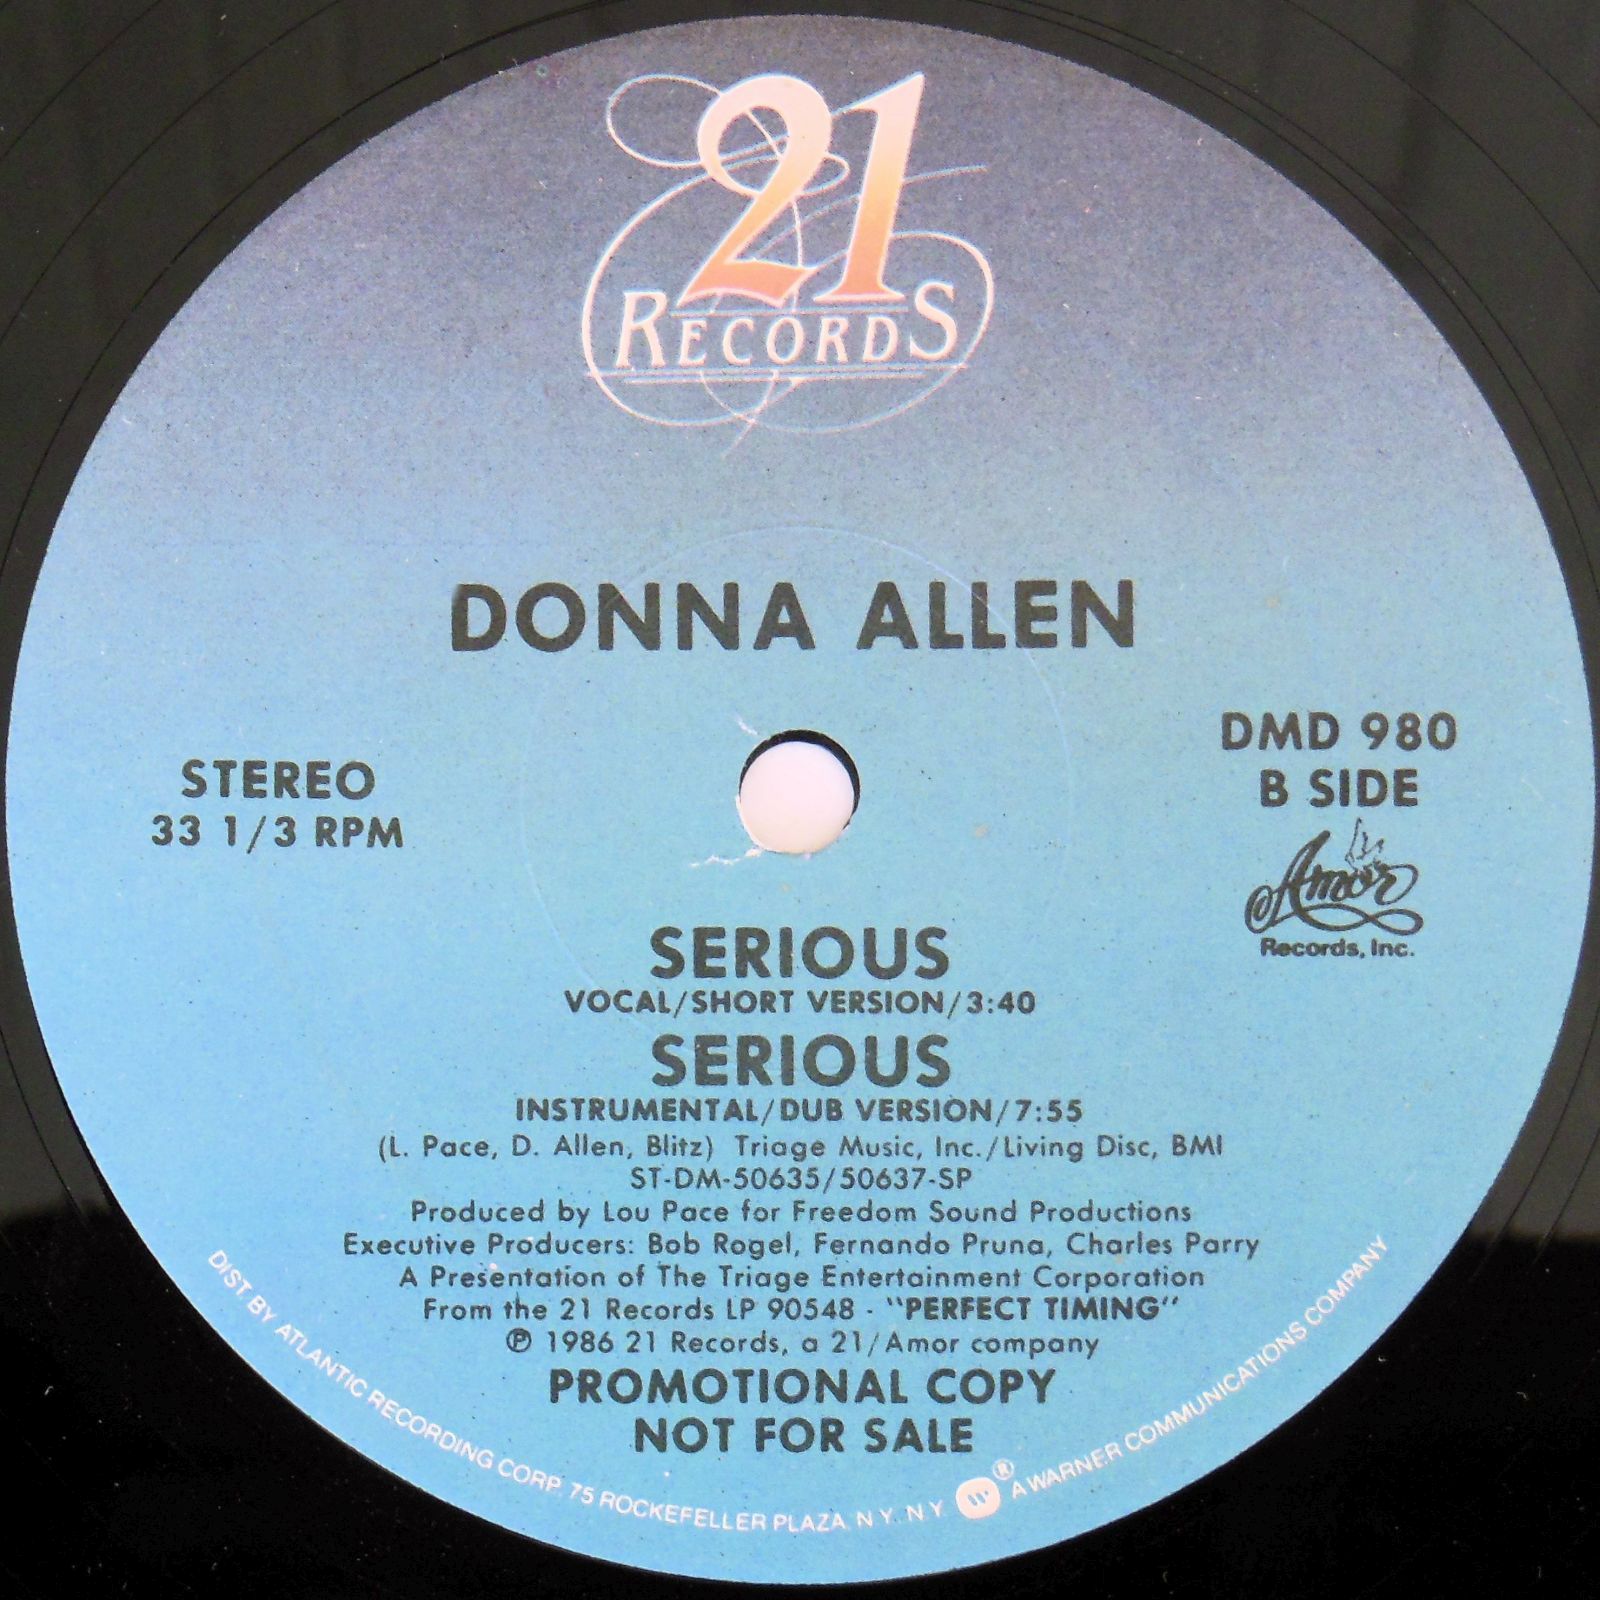 21
RECORDS
DONNA ALLEN
STEREO
33 1/3 RPM
DMD 980
B SIDE
Amor
Records, Inc.
SERIOUS
VOCAL/SHORT VERSION/3:40
SERIOUS
INSTRUMENTAL/DUB VERSION/7:55
(L. Pace, D. Allen, Blitz) Triage Music, Inc./Living Disc, BMI
ST-DM-50635/50637-SP
Produced by Lou Pace for Freedom Sound Productions
Executive Producers: Bob Rogel, Fernando Pruna, Charles Parry
A Presentation of The Triage Entertainment Corporation
From the 21 Records LP 90548 - "PERFECT TIMING"
℗ 1986 21 Records, a 21/Amor company
PROMOTIONAL COPY
NOT FOR SALE
DIST. BY ATLANTIC RECORDING CORP. 75 ROCKEFELLER PLAZA, N.Y. N.Y. W ® A WARNER COMMUNICATIONS COMPANY